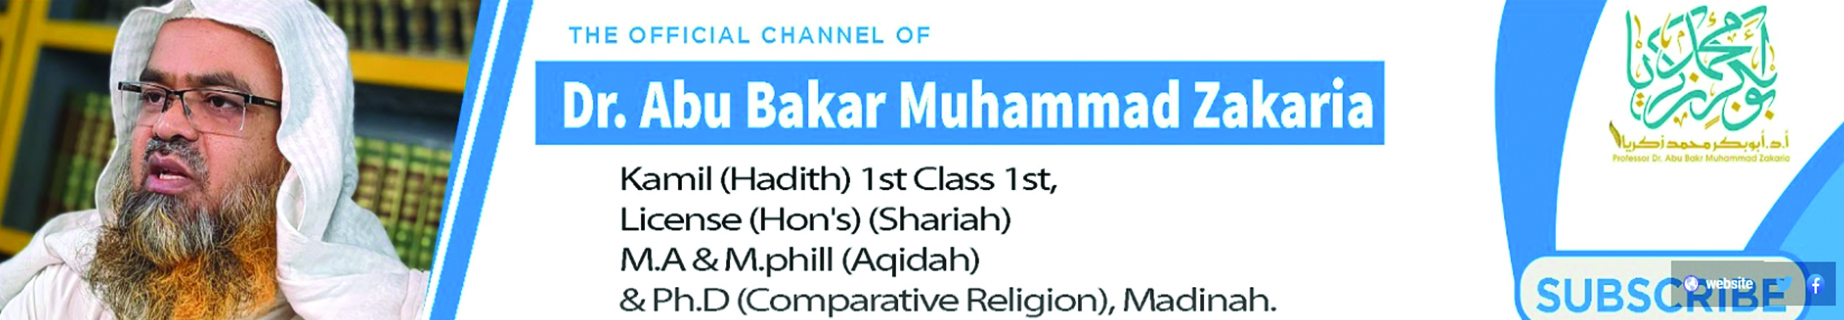 THE OFFICIAL CHANNEL OF
Dr. Abu Bakar Muhammad Zakaria
Kamil (Hadith) 1st Class 1st,
License (Hon's) (Shariah)
M.A & M.phill (Aqidah)
& Ph.D (Comparative Religion), Madinah.
أبو بكر محمد زكريا
أ.د.أبوبكر محمد زكريا
Professor Dr. Abu Bakr Muhammad Zakaria
SUBSCRIBE
website